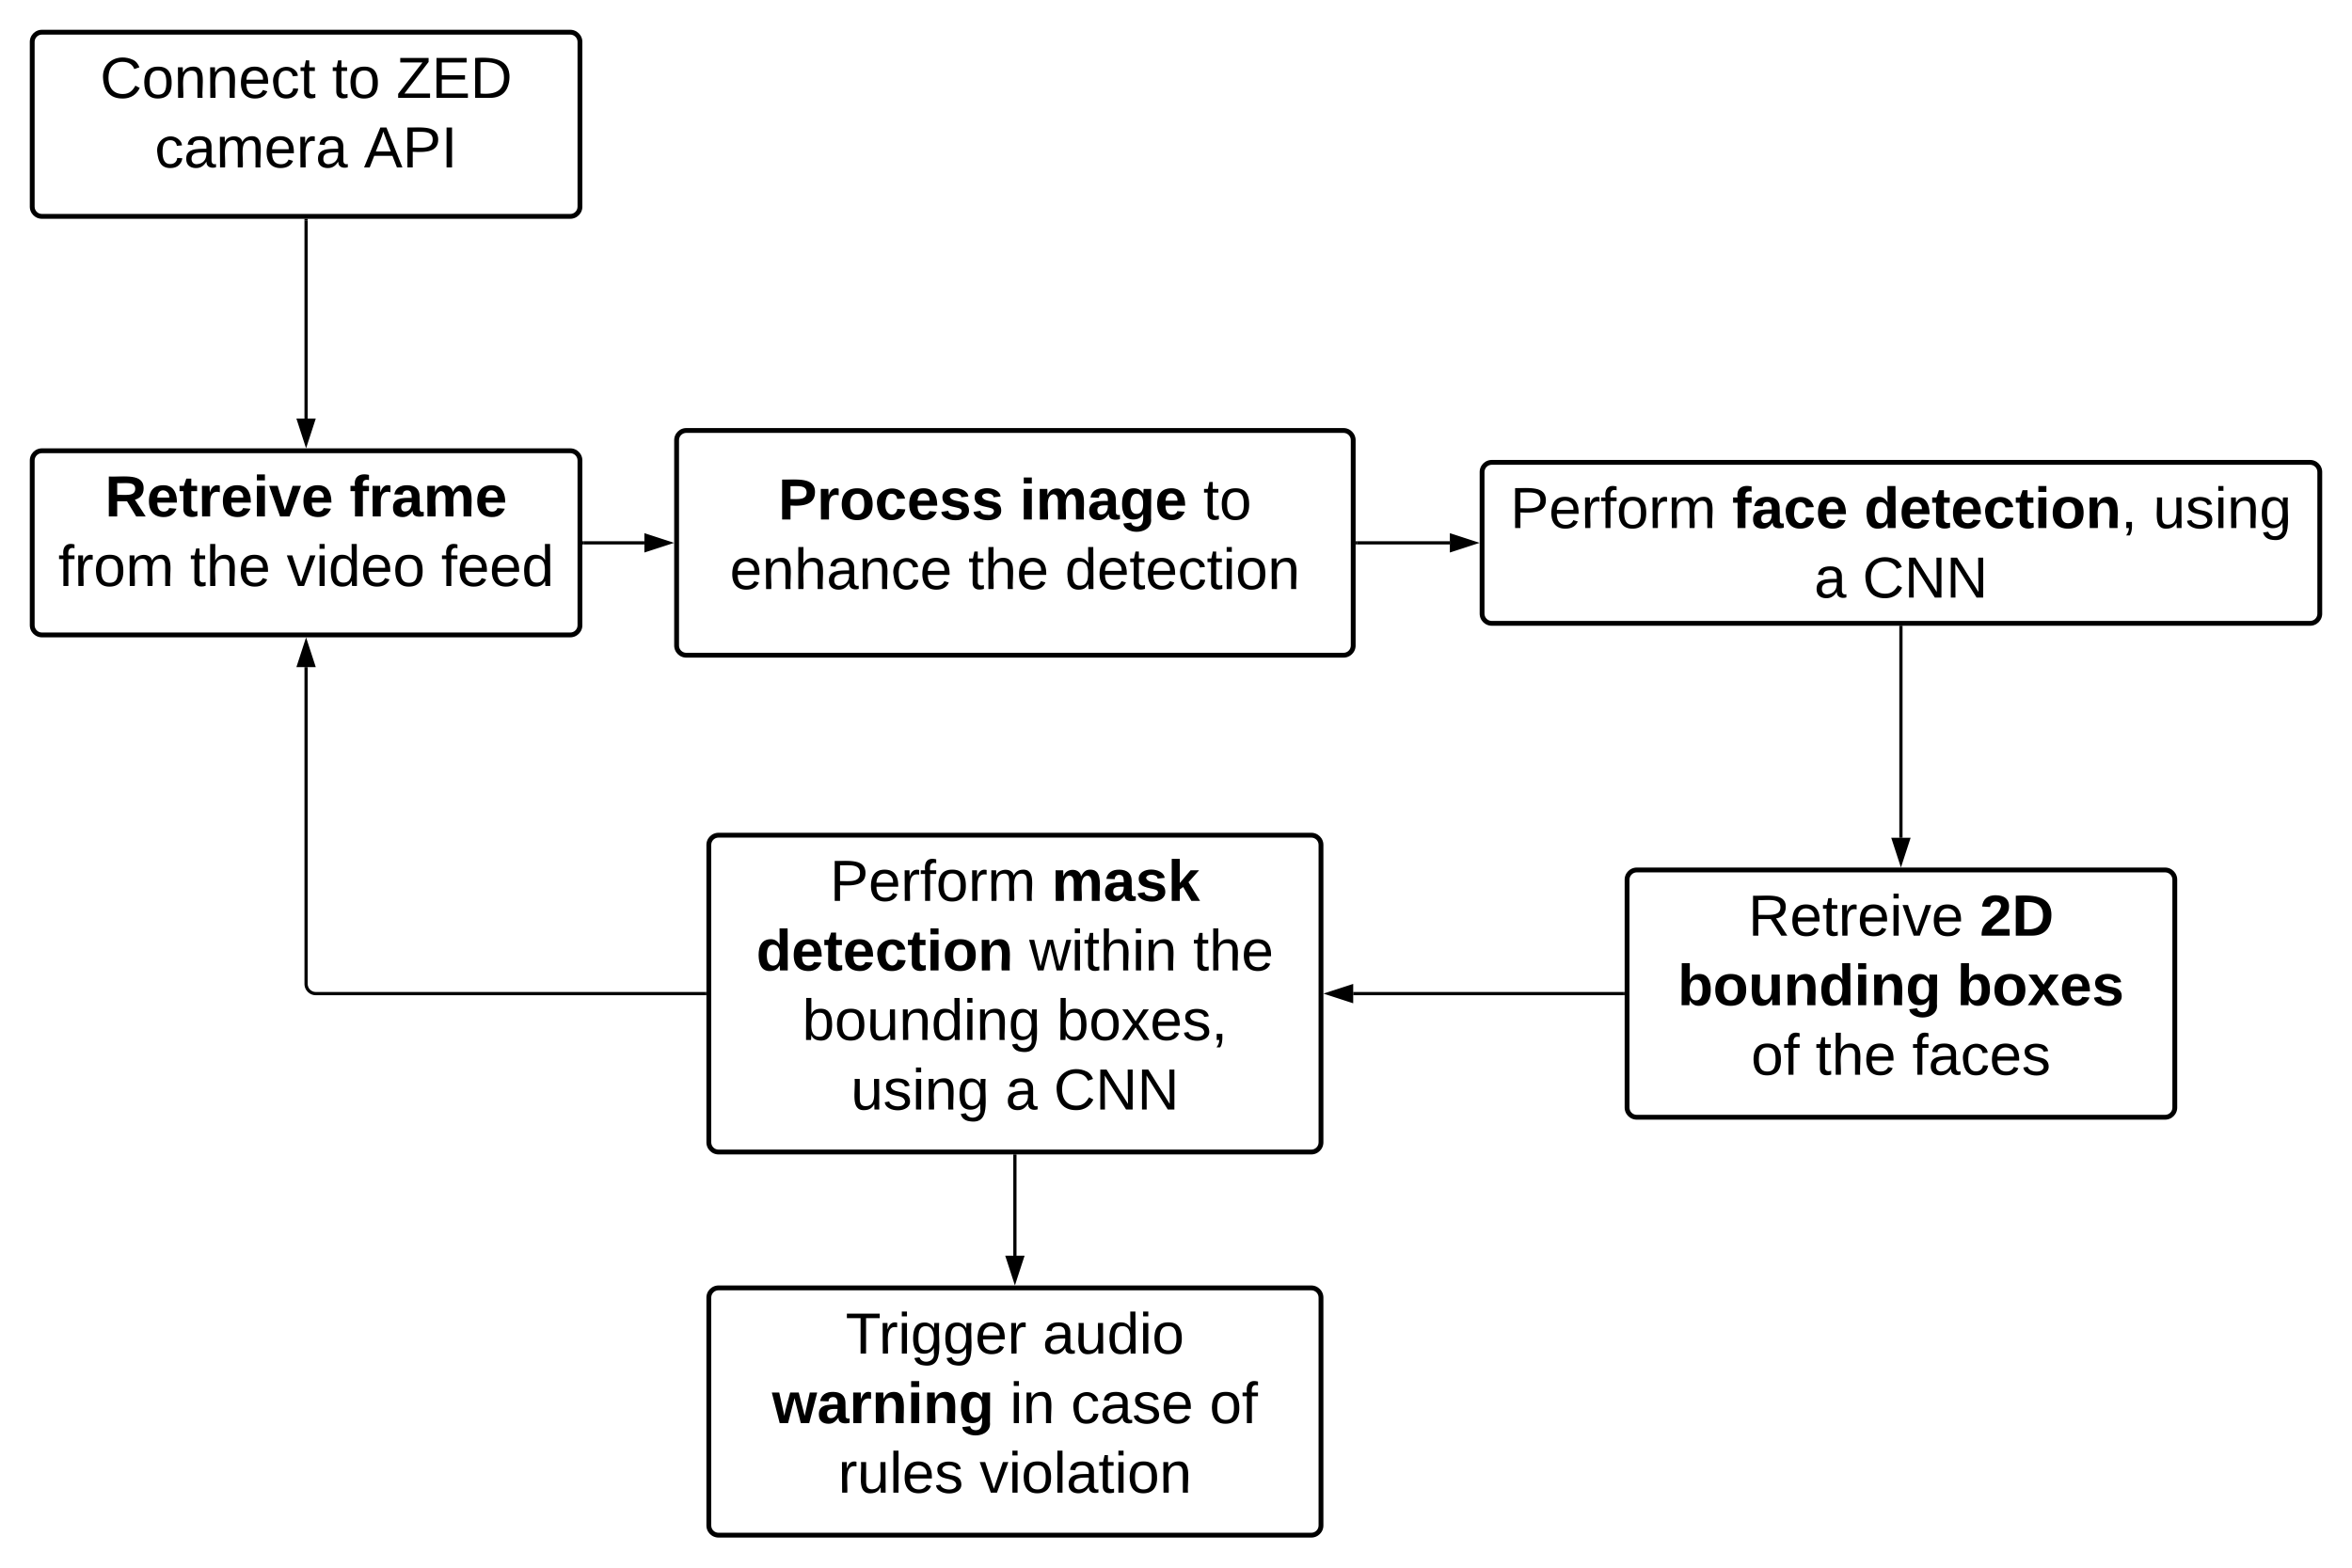 Connect to ZED
camera API
Retreive frame
from the video feed
Process image to
enhance the detection
Perform face detection, using
a CNN
Retreive 2D
bounding boxes
of the faces
Perform mask
detection within the
bounding boxes,
using a CNN
Trigger audio
warning in case of
rules violation